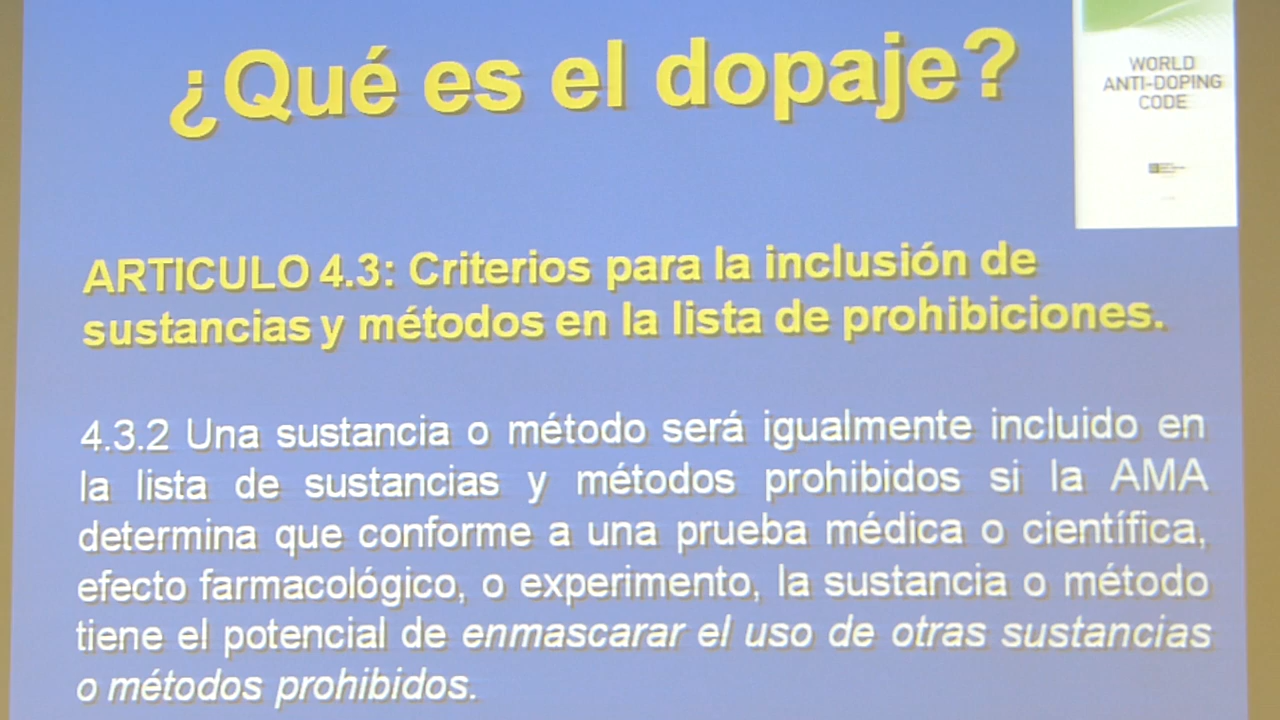 ¿Qué es el dopaje?
WORLD
ANTI-DOPING
CODE
ARTICULO 4.3: Criterios para la inclusión de
sustancias y métodos en la lista de prohibiciones.
4.3.2 Una sustancia o método será igualmente incluido en
la lista de sustancias y métodos prohibidos si la AMA
determina que conforme a una prueba médica o científica,
efecto farmacológico, o experimento, la sustancia o método
tiene el potencial de enmascarar el uso de otras sustancias
o métodos prohibidos.